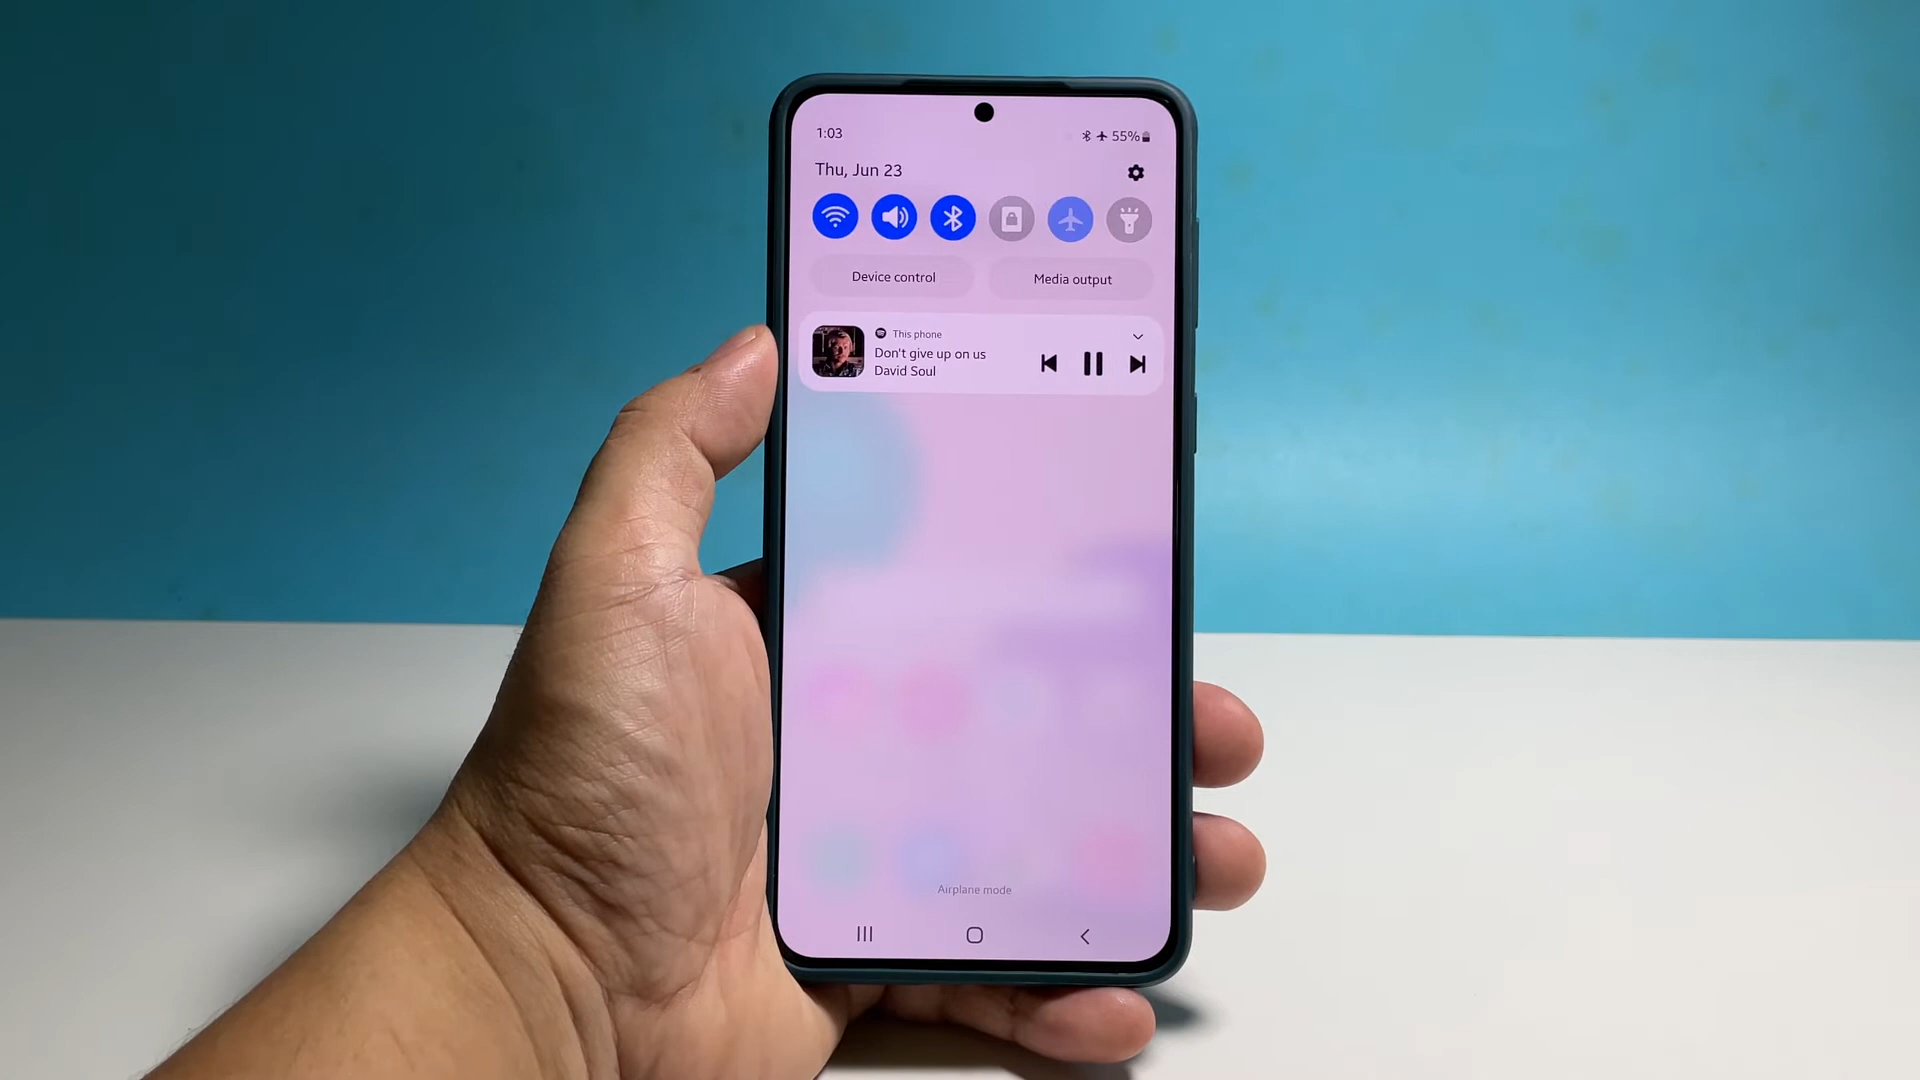 1:03
55%
Thu, Jun 23
Device control
Media output
This phone
Don't give up on us
David Soul
Airplane mode